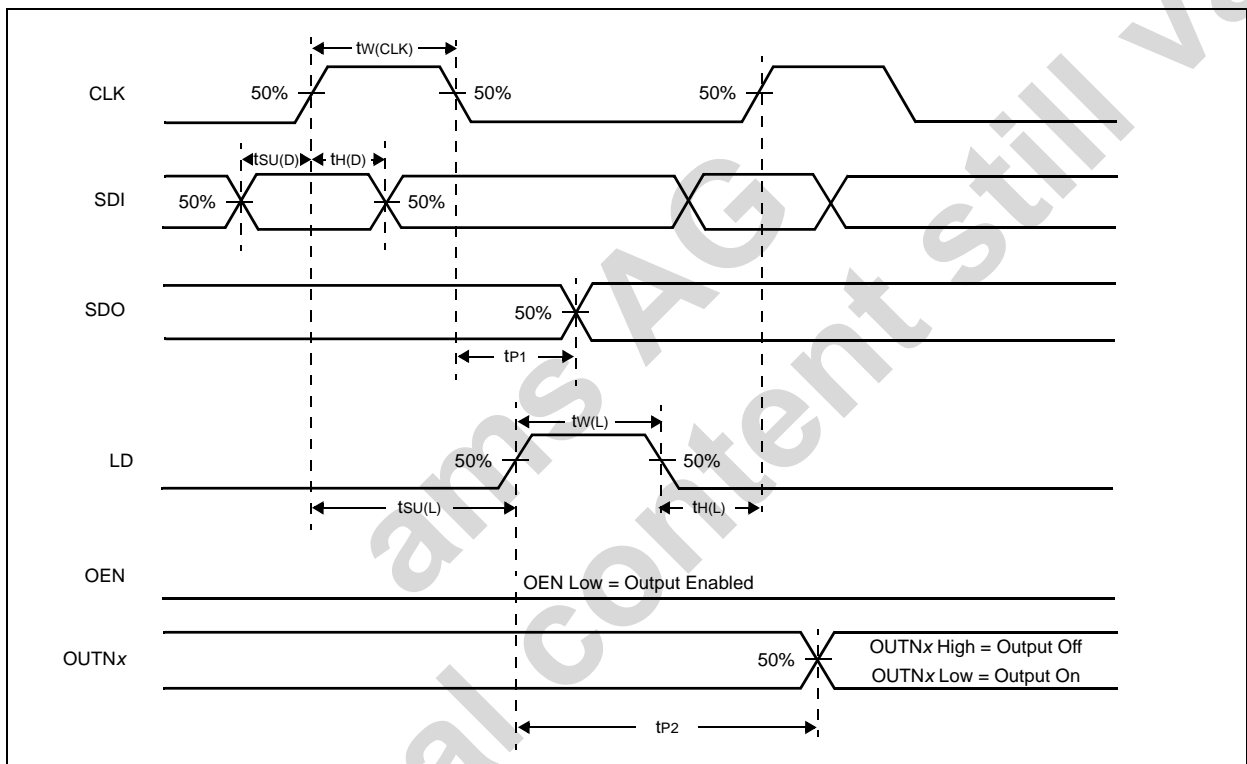 tW(CLK)
CLK
50%
50%
50%
tSU(D)
tH(D)
SDI
50%
50%
SDO
50%
tP1
tW(L)
LD
50%
50%
tSU(L)
tH(L)
OEN
OEN Low = Output Enabled
OUTNx
50%
OUTNx High = Output Off
OUTNx Low = Output On
tP2
ams AG
al content still va